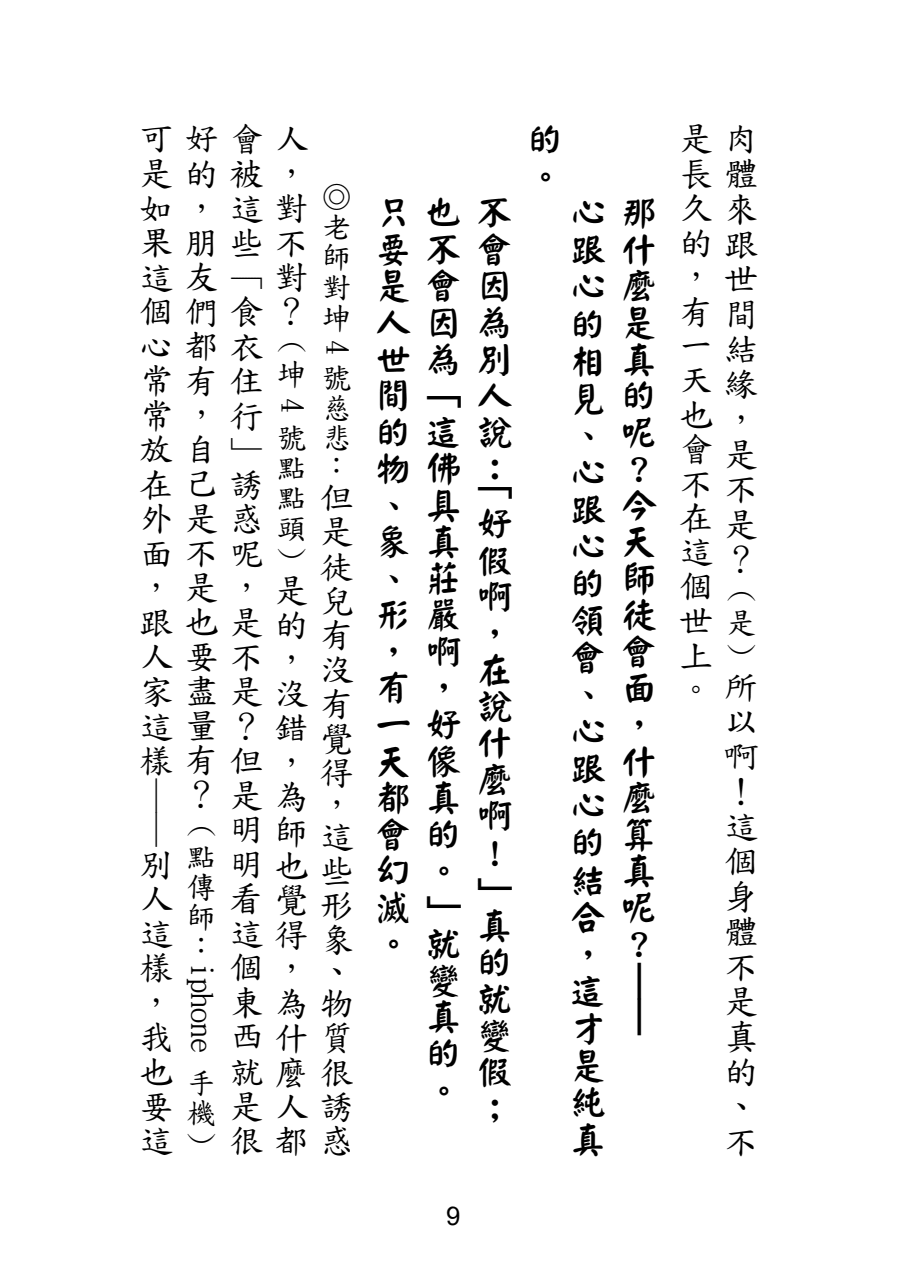 肉體來跟世間結緣，是不是？（是）所以啊！這個身體不是真的、不
是長久的，有一天也會不在這個世上。
那什麼是真的呢？今天師徒會面，什麼算真呢？——
心跟心的相見、心跟心的領會、心跟心的結合，這才是純真
的。
不會因為別人說：「好假啊，在說什麼啊！」真的就變假；
也不會因為「這佛具真莊嚴啊，好像真的。」就變真的。
只要是人世間的物、象、形，有一天都會幻滅。
◎老師對坤4號慈悲：但是徒兒有沒有覺得，這些形象、物質很誘惑
人，對不對？（坤4號點點頭）是的，沒錯，為師也覺得，為什麼人都
會被這些「食衣住行」誘惑呢，是不是？但是明明看這個東西就是很
好的，朋友們都有，自己是不是也要盡量有？（點傳師：iphone 手機）
可是如果這個心常常放在外面，跟人家這樣——別人這樣，我也要這
9